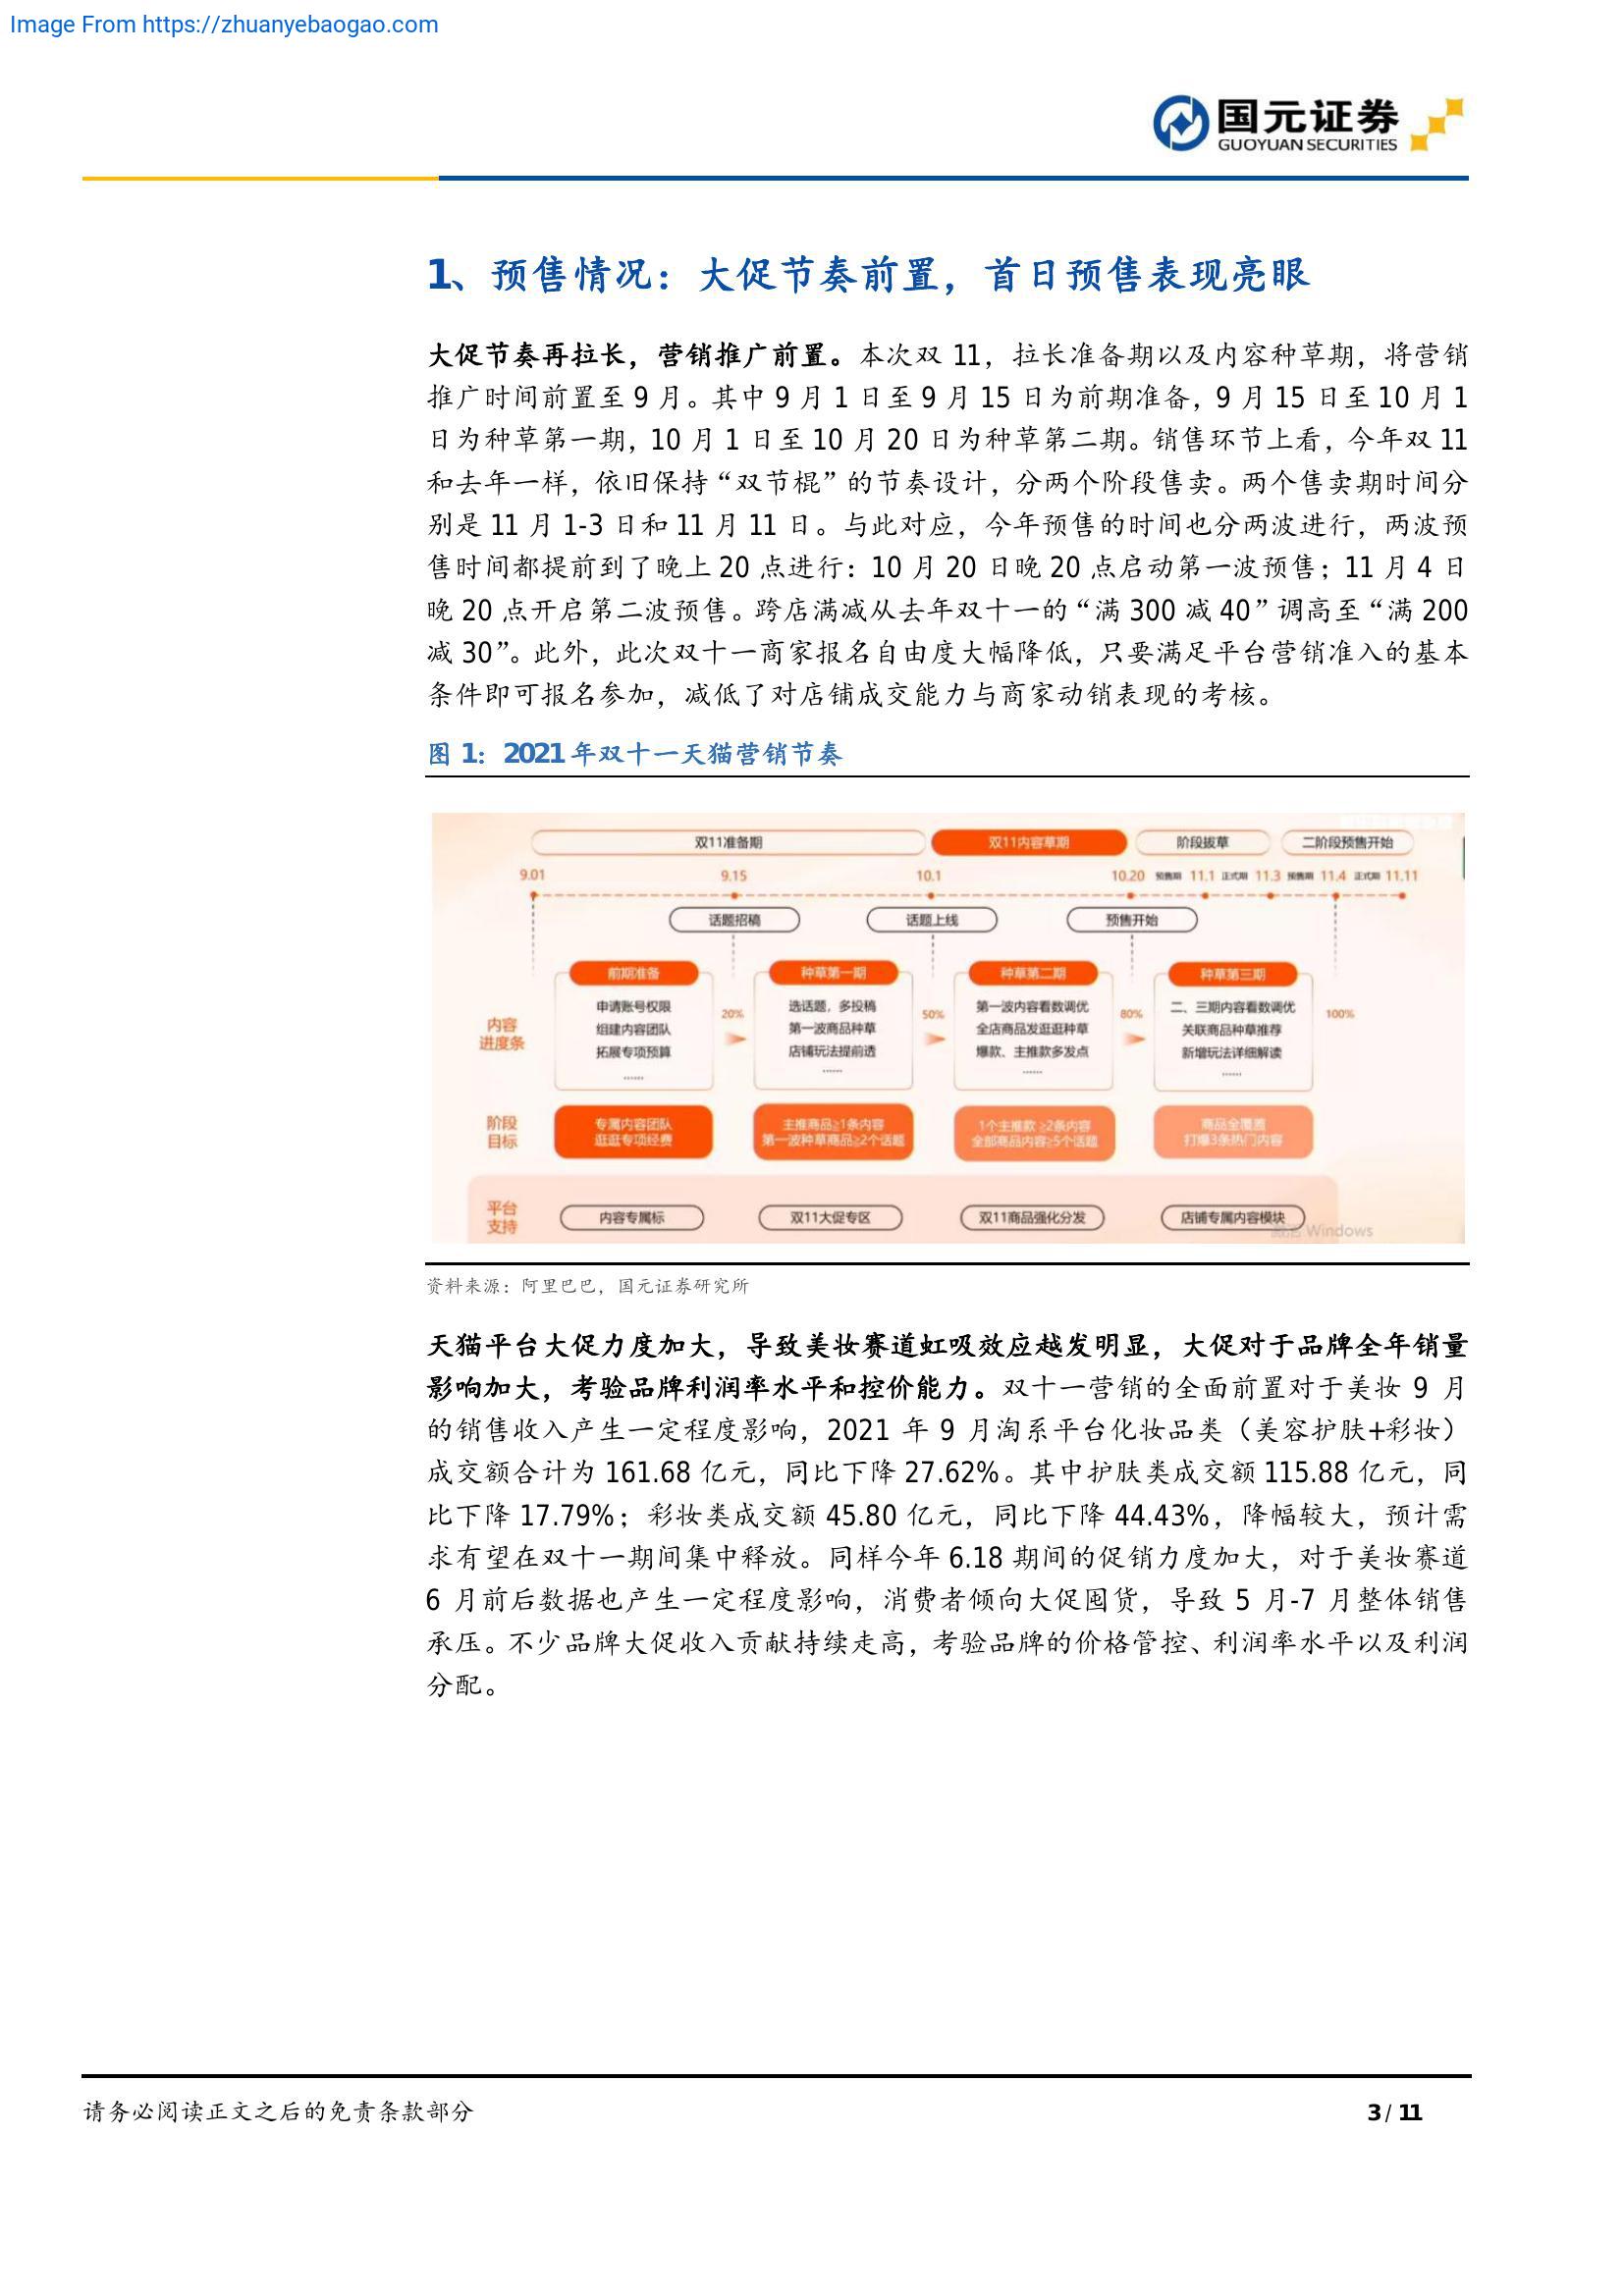 Image From https://zhuanyebaogao.com
国元证券
GUOYUAN SECURITIES
1、预售情况：大促节奏前置，首日预售表现亮眼
大促节奏再拉长，营销推广前置。本次双 11，拉长准备期以及内容种草期，将营销
推广时间前置至 9 月。其中 9 月 1 日至 9 月 15 日为前期准备，9 月 15 日至 10 月 1
日为种草第一期，10 月 1 日至 10 月 20 日为种草第二期。销售环节上看，今年双 11
和去年一样，依旧保持“双节棍”的节奏设计，分两个阶段售卖。两个售卖期时间分
别是 11 月 1-3 日和 11 月 11 日。与此对应，今年预售的时间也分两波进行，两波预
售时间都提前到了晚上 20 点进行：10 月 20 日晚 20 点启动第一波预售；11 月 4 日
晚 20 点开启第二波预售。跨店满减从去年双十一的“满 300 减 40”调高至“满 200
减 30”。此外，此次双十一商家报名自由度大幅降低，只要满足平台营销准入的基本
条件即可报名参加，减低了对店铺成交能力与商家动销表现的考核。
图 1：2021 年双十一天猫营销节奏
双11准备期 双11内容草期 阶段拔草 二阶段预售开始
9.01 9.15 10.1 10.20 预售期 11.1 正式期 11.3 预售期 11.4 正式期 11.11
话题招稿 话题上线 预售开始
前期准备 种草第一期 种草第二期 种草第三期
申请账号权限 选话题，多投稿 第一波内容看数调优 二、三期内容看数调优
20% 50% 80% 100%
内容
进度条
组建内容团队 第一波商品种草 全店商品发逛逛种草 关联商品种草推荐
拓展专项预算 店铺玩法提前透 爆款、主推款多发点 新增玩法详细解读
...... ...... ...... ......
阶段
目标
专属内容团队 主推商品≥1条内容 1个主推款 ≥2条内容 商品全覆盖
逛逛专项经费 第一波种草商品≥2个话题 全部商品内容≥5个话题 打爆3条热门内容
平台
支持
内容专属标 双11大促专区 双11商品强化分发 店铺专属内容模块
激活 Windows
资料来源：阿里巴巴，国元证券研究所
天猫平台大促力度加大，导致美妆赛道虹吸效应越发明显，大促对于品牌全年销量
影响加大，考验品牌利润率水平和控价能力。双十一营销的全面前置对于美妆 9 月
的销售收入产生一定程度影响，2021 年 9 月淘系平台化妆品类（美容护肤+彩妆）
成交额合计为 161.68 亿元，同比下降 27.62%。其中护肤类成交额 115.88 亿元，同
比下降 17.79%；彩妆类成交额 45.80 亿元，同比下降 44.43%，降幅较大，预计需
求有望在双十一期间集中释放。同样今年 6.18 期间的促销力度加大，对于美妆赛道
6 月前后数据也产生一定程度影响，消费者倾向大促囤货，导致 5 月-7 月整体销售
承压。不少品牌大促收入贡献持续走高，考验品牌的价格管控、利润率水平以及利润
分配。
请务必阅读正文之后的免责条款部分
3 / 11